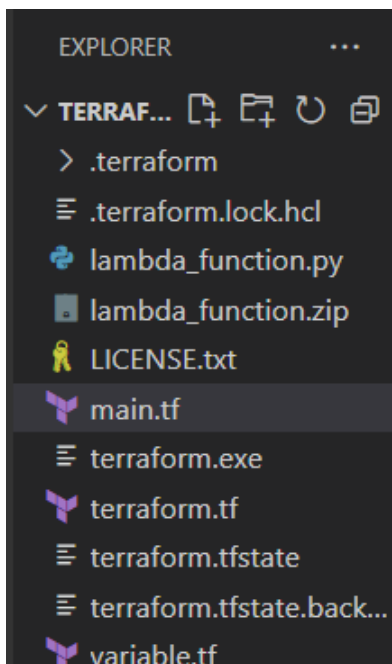 EXPLORER ...
TERRAF...
.terraform
.terraform.lock.hcl
lambda_function.py
lambda_function.zip
LICENSE.txt
main.tf
terraform.exe
terraform.tf
terraform.tfstate
terraform.tfstate.back...
variable.tf